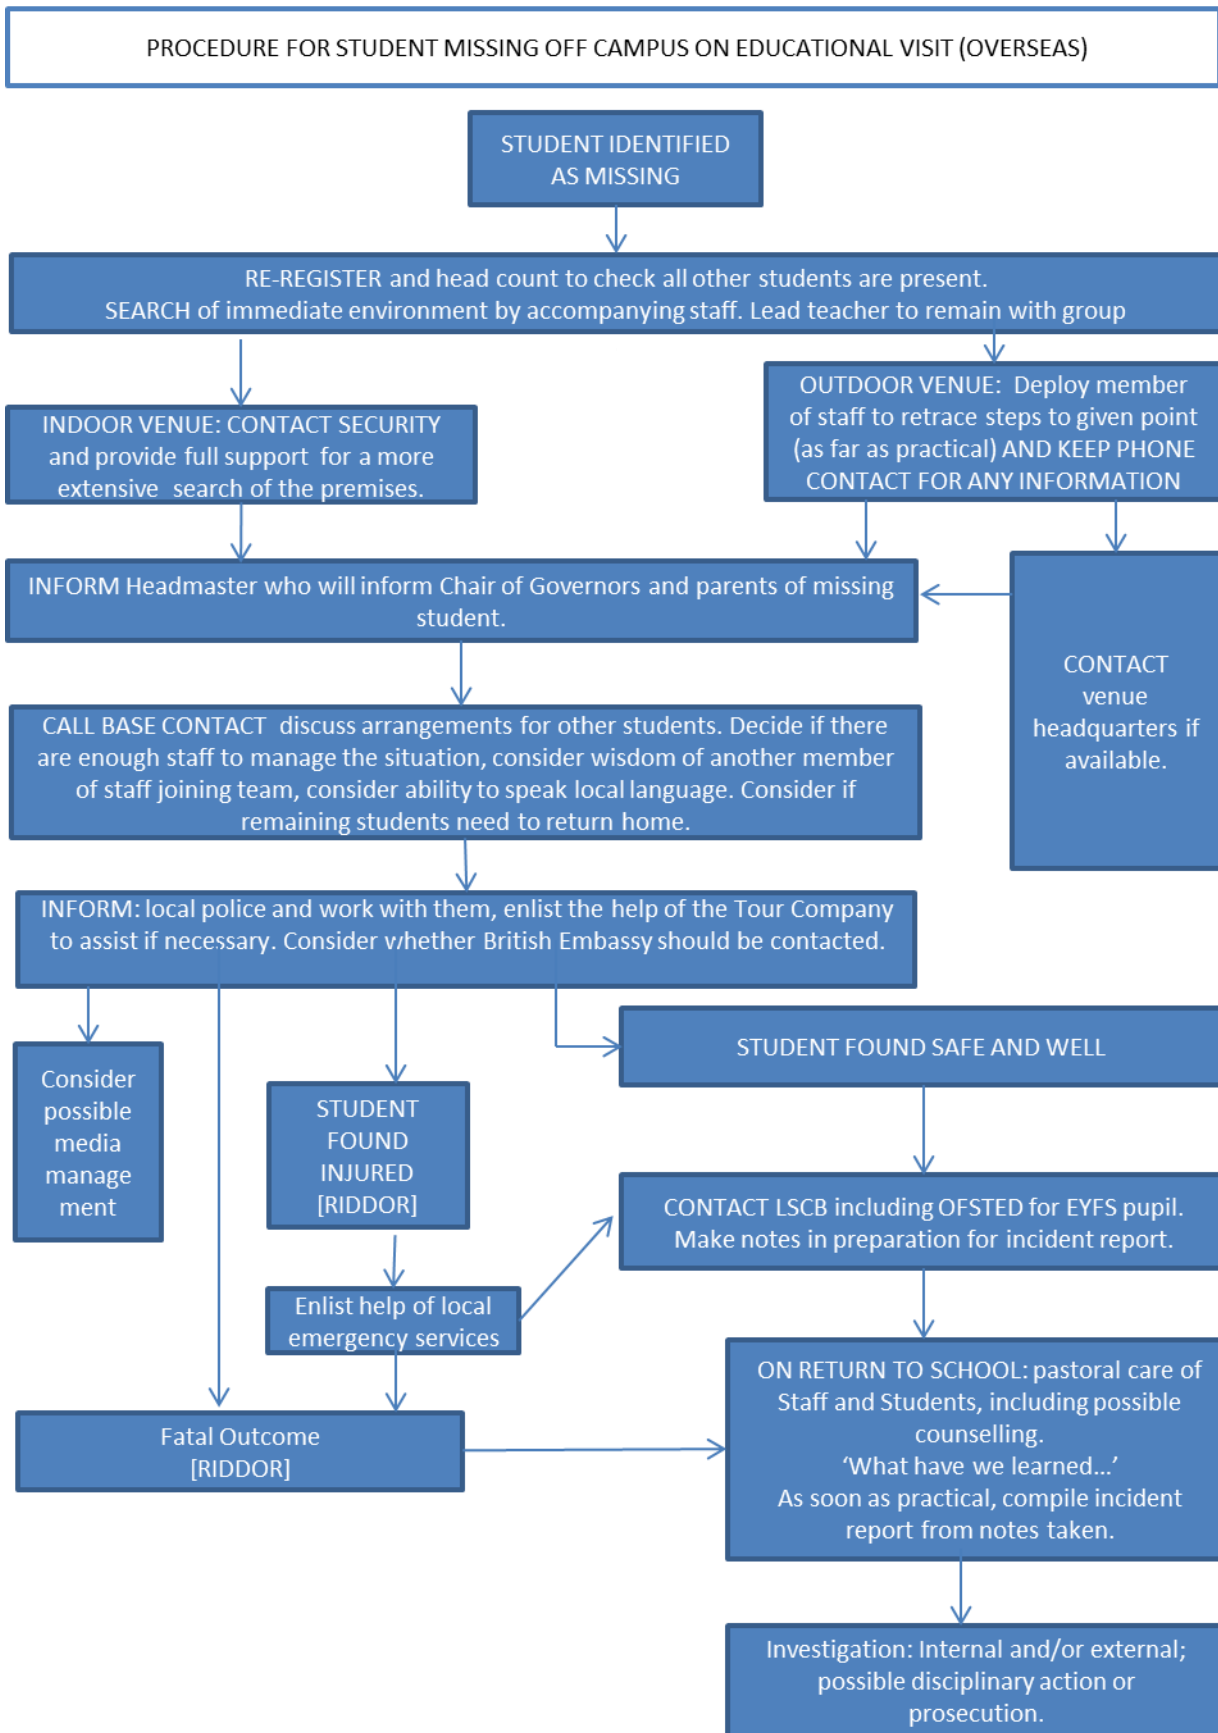 PROCEDURE FOR STUDENT MISSING OFF CAMPUS ON EDUCATIONAL VISIT (OVERSEAS)
STUDENT IDENTIFIED
AS MISSING
RE-REGISTER and head count to check all other students are present.
SEARCH of immediate environment by accompanying staff. Lead teacher to remain with group
INDOOR VENUE: CONTACT SECURITY
and provide full support for a more
extensive search of the premises.
OUTDOOR VENUE: Deploy member
of staff to retrace steps to given point
(as far as practical) AND KEEP PHONE
CONTACT FOR ANY INFORMATION
INFORM Headmaster who will inform Chair of Governors and parents of missing
student.
CONTACT
venue
headquarters if
available.
CALL BASE CONTACT discuss arrangements for other students. Decide if there
are enough staff to manage the situation, consider wisdom of another member
of staff joining team, consider ability to speak local language. Consider if
remaining students need to return home.
INFORM: local police and work with them, enlist the help of the Tour Company
to assist if necessary. Consider whether British Embassy should be contacted.
Consider
possible
media
manage
ment
STUDENT
FOUND
INJURED
[RIDDOR]
STUDENT FOUND SAFE AND WELL
CONTACT LSCB including OFSTED for EYFS pupil.
Make notes in preparation for incident report.
Enlist help of local
emergency services
Fatal Outcome
[RIDDOR]
ON RETURN TO SCHOOL: pastoral care of
Staff and Students, including possible
counselling.
‘What have we learned...’
As soon as practical, compile incident
report from notes taken.
Investigation: Internal and/or external;
possible disciplinary action or
prosecution.